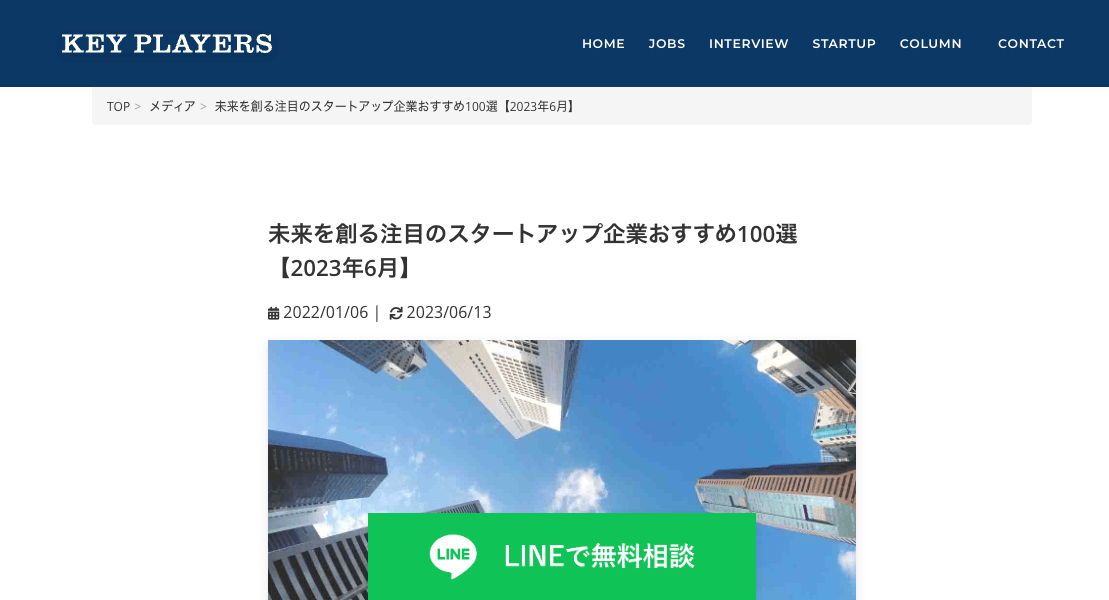 KEY PLAYERS
HOME JOBS INTERVIEW STARTUP COLUMN CONTACT
TOP > メディア > 未来を創る注目のスタートアップ企業おすすめ100選【2023年6月】
未来を創る注目のスタートアップ企業おすすめ100選
【2023年6月】
2022/01/06 | 2023/06/13
LINE LINEで無料相談